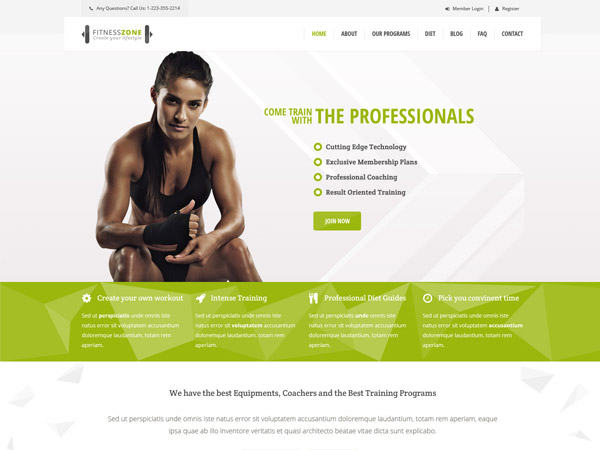 Any Questions? Call Us: 1-223-355-2214
Member Login | Register
FITNESSZONE
Create your lifestyle
HOME
ABOUT
OUR PROGRAMS
DIET
BLOG
FAQ
CONTACT
COME TRAIN WITH THE PROFESSIONALS
Cutting Edge Technology
Exclusive Membership Plans
Professional Coaching
Result Oriented Training
JOIN NOW
Create your own workout
Sed ut perspiciatis unde omnis iste
natus error sit voluptatem accusantium
doloremque laudantium, totam rem
aperiam.
Intense Training
Sed ut perspiciatis unde omnis iste
natus error sit voluptatem accusantium
doloremque laudantium, totam rem
aperiam.
Professional Diet Guides
Sed ut perspiciatis unde omnis iste
natus error sit voluptatem accusantium
doloremque laudantium, totam rem
aperiam.
Pick you convinent time
Sed ut perspiciatis unde omnis iste
natus error sit voluptatem accusantium
doloremque laudantium, totam rem
aperiam.
We have the best Equipments, Coachers and the Best Training Programs
Sed ut perspiciatis unde omnis iste natus error sit voluptatem accusantium doloremque laudantium, totam rem aperiam, eaque
ipsa quae ab illo inventore veritatis et quasi architecto beatae vitae dicta sunt explicabo.